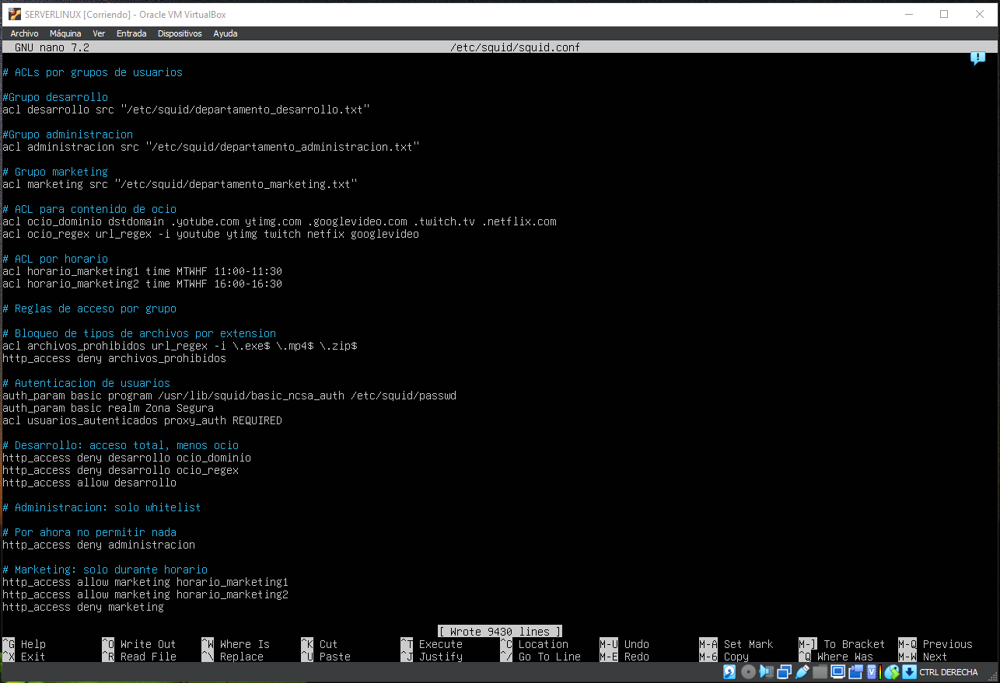 SERVERLINUX [Corriendo] - Oracle VM VirtualBox
Archivo Máquina Ver Entrada Dispositivos Ayuda
GNU nano 7.2 /etc/squid/squid.conf
# ACLs por grupos de usuarios
#Grupo desarrollo
acl desarrollo src "/etc/squid/departamento_desarrollo.txt"
#Grupo administracion
acl administracion src "/etc/squid/departamento_administracion.txt"
# Grupo marketing
acl marketing src "/etc/squid/departamento_marketing.txt"
# ACL para contenido de ocio
acl ocio_dominio dstdomain .yotube.com ytimg.com .googlevideo.com .twitch.tv .netflix.com
acl ocio_regex url_regex -i youtube ytimg twitch netfix googlevideo
# ACL por horario
acl horario_marketing1 time MTWHF 11:00-11:30
acl horario_marketing2 time MTWHF 16:00-16:30
# Reglas de acceso por grupo
# Bloqueo de tipos de archivos por extension
acl archivos_prohibidos url_regex -i \.exe$ \.mp4$ \.zip$
http_access deny archivos_prohibidos
# Autenticacion de usuarios
auth_param basic program /usr/lib/squid/basic_ncsa_auth /etc/squid/passwd
auth_param basic realm Zona Segura
acl usuarios_autenticados proxy_auth REQUIRED
# Desarrollo: acceso total, menos ocio
http_access deny desarrollo ocio_dominio
http_access deny desarrollo ocio_regex
http_access allow desarrollo
# Administracion: solo whitelist
# Por ahora no permitir nada
http_access deny administracion
# Marketing: solo durante horario
http_access allow marketing horario_marketing1
http_access allow marketing horario_marketing2
http_access deny marketing
[ Wrote 9430 lines ]
^G Help ^O Write Out ^W Where Is ^K Cut ^T Execute ^C Location M-U Undo M-A Set Mark M-] To Bracket M-Q Previous
^X Exit ^R Read File ^\ Replace ^U Paste ^J Justify ^/ Go To Line M-E Redo M-6 Copy ^Q Where Was M-W Next
CTRL DERECHA